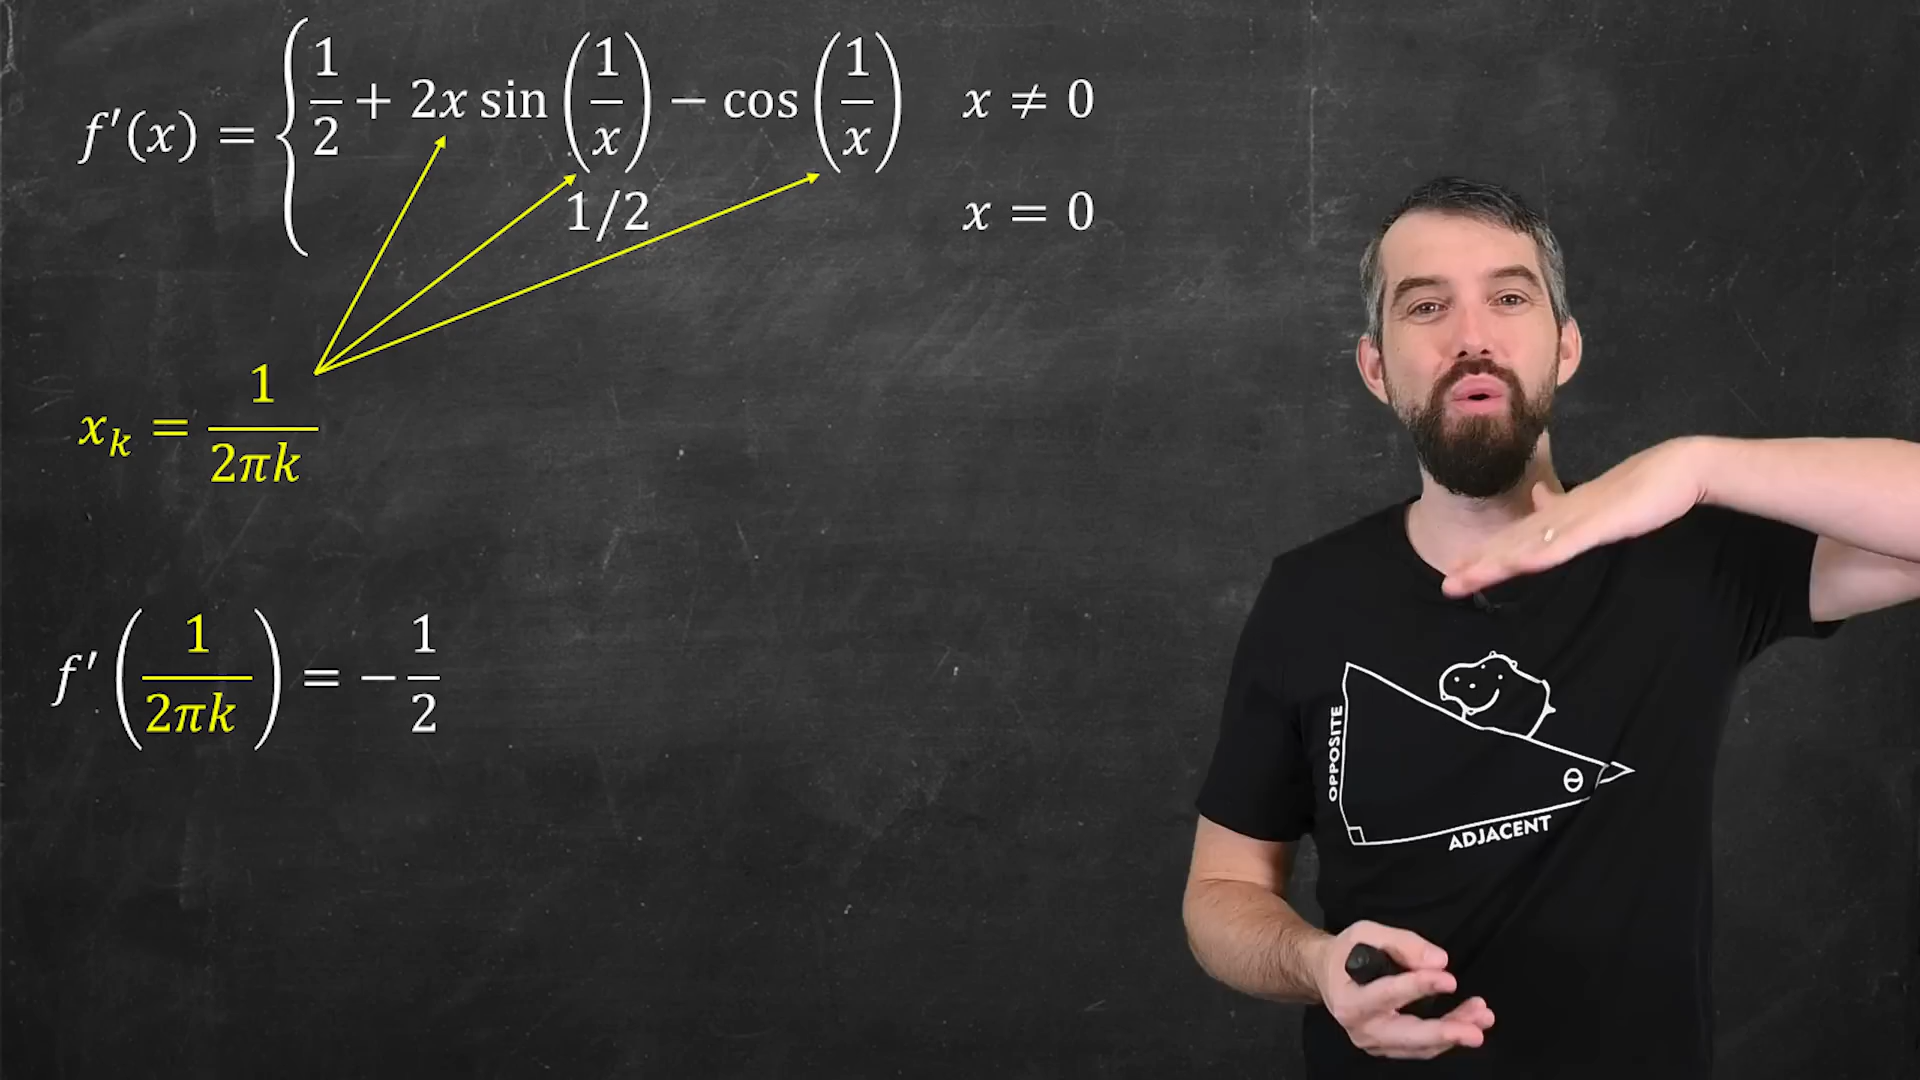 f′(x) = { 1/2 + 2x sin(1/x) − cos(1/x)   x ≠ 0
1/2   x = 0
x_k = 1/(2πk)
f′(1/(2πk)) = −1/2
OPPOSITE
θ
ADJACENT